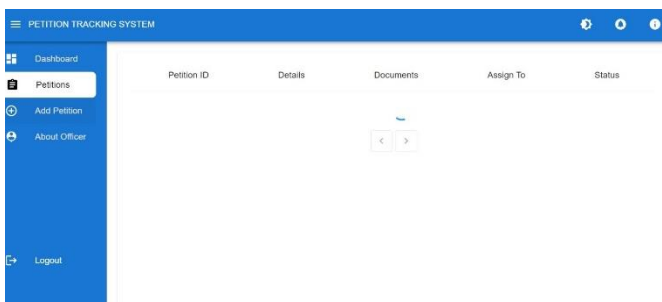 PETITION TRACKING SYSTEM
Dashboard
Petitions
Add Petition
About Officer
Logout
Petition ID Details Documents Assign To Status